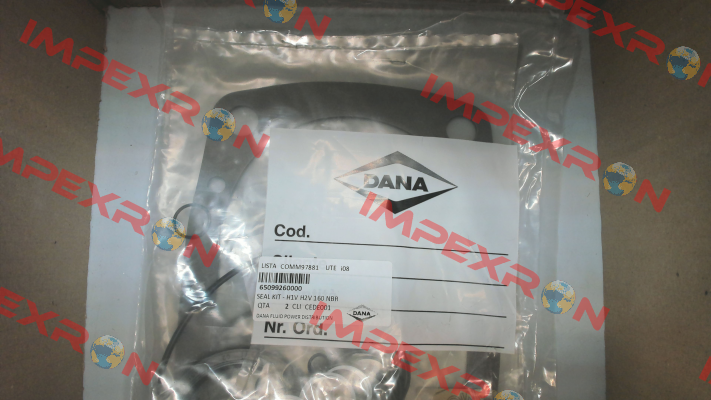 IMPEXRON
IMPEXRON
IMPEXRON
IMPEXRON
IMPEXRON
DANA
Cod.
LISTA COMM97881 UTE i08
65099260000
SEAL KIT - H1V H2V 160 NBR
QTA 2 CLI CEDE001
DANA
DANA FLUID POWER DISTRIBUTION
Nr. Ord.